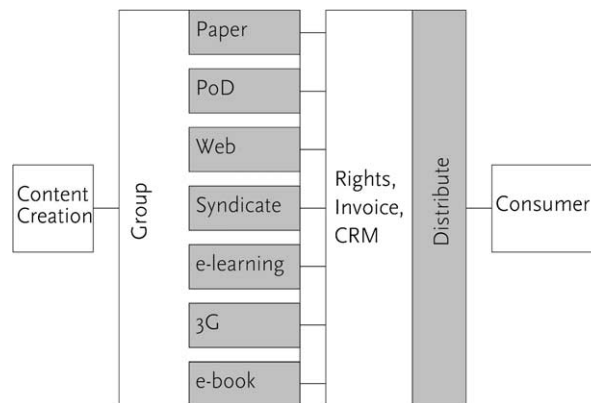 Content
Creation
Group
Paper
PoD
Web
Syndicate
e-learning
3G
e-book
Rights,
Invoice,
CRM
Distribute
Consumer